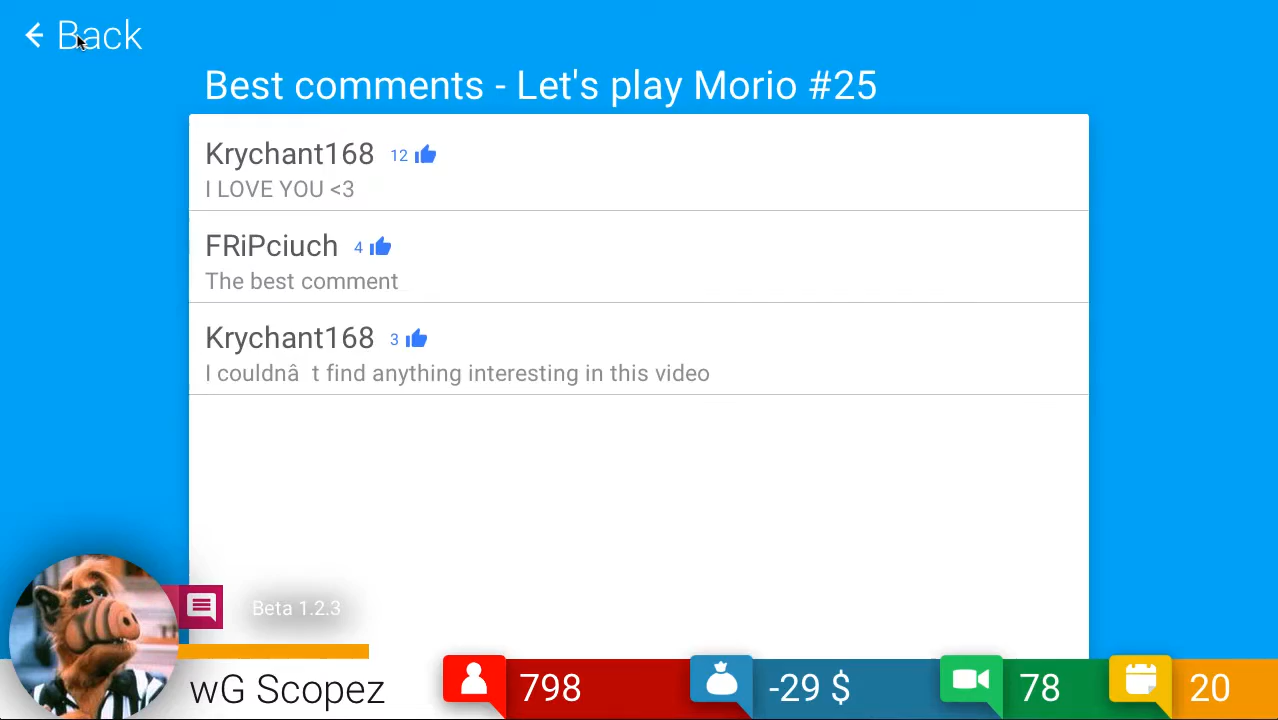 Back
Best comments - Let's play Morio #25
Krychant168 12
I LOVE YOU <3
FRiPciuch 4
The best comment
Krychant168 3
I couldnâ  t find anything interesting in this video
Beta 1.2.3
wG Scopez
798
-29 $
78
20